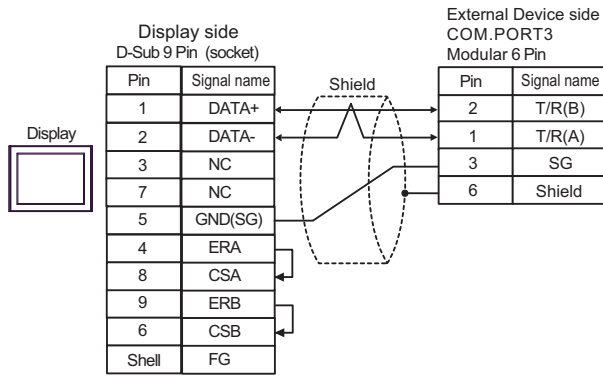 External Device side
COM.PORT3
Modular 6 Pin
Display side
D-Sub 9 Pin (socket)
Pin Signal name
Shield
Pin Signal name
1 DATA+
2 T/R(B)
Display
2 DATA-
1 T/R(A)
3 NC
3 SG
7 NC
6 Shield
5 GND(SG)
4 ERA
8 CSA
9 ERB
6 CSB
Shell FG